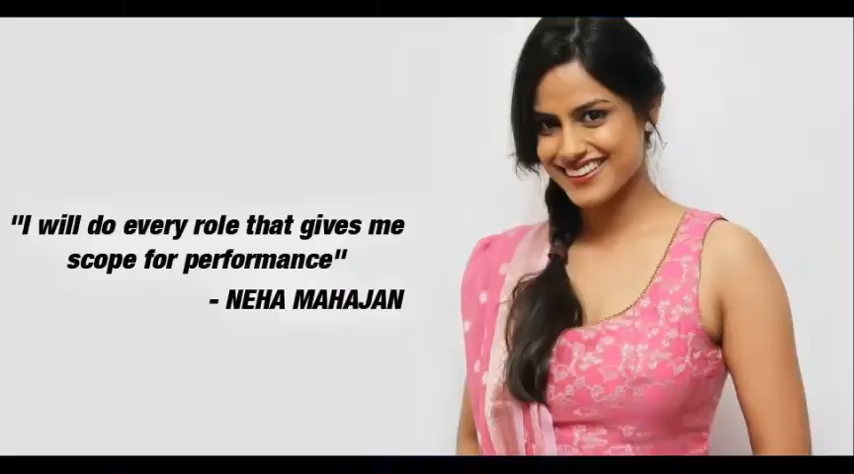 "I will do every role that gives me
scope for performance"
- NEHA MAHAJAN